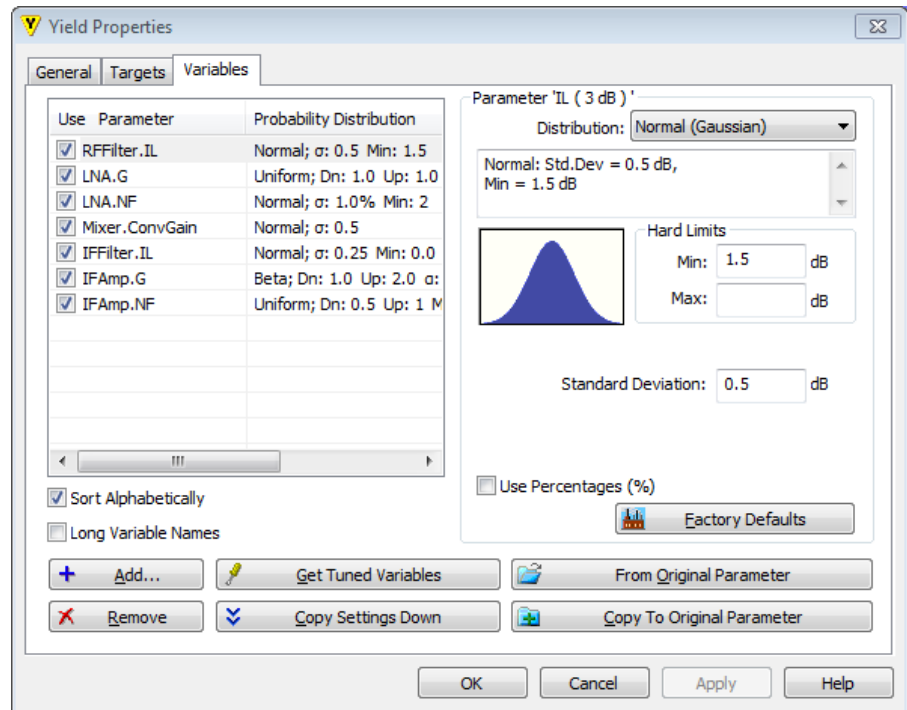 Yield Properties
General Targets Variables
Use Parameter Probability Distribution
RFFilter.IL Normal; σ: 0.5 Min: 1.5
LNA.G Uniform; Dn: 1.0 Up: 1.0
LNA.NF Normal; σ: 1.0% Min: 2
Mixer.ConvGain Normal; σ: 0.5
IFFilter.IL Normal; σ: 0.25 Min: 0.0
IFAmp.G Beta; Dn: 1.0 Up: 2.0 α:
IFAmp.NF Uniform; Dn: 0.5 Up: 1 M
Sort Alphabetically
Long Variable Names
Parameter 'IL ( 3 dB ) '
Distribution: Normal (Gaussian)
Normal: Std.Dev = 0.5 dB,
Min = 1.5 dB
Hard Limits
Min: 1.5 dB
Max: dB
Standard Deviation: 0.5 dB
Use Percentages (%)
Factory Defaults
Add... Get Tuned Variables From Original Parameter
Remove Copy Settings Down Copy To Original Parameter
OK Cancel Apply Help